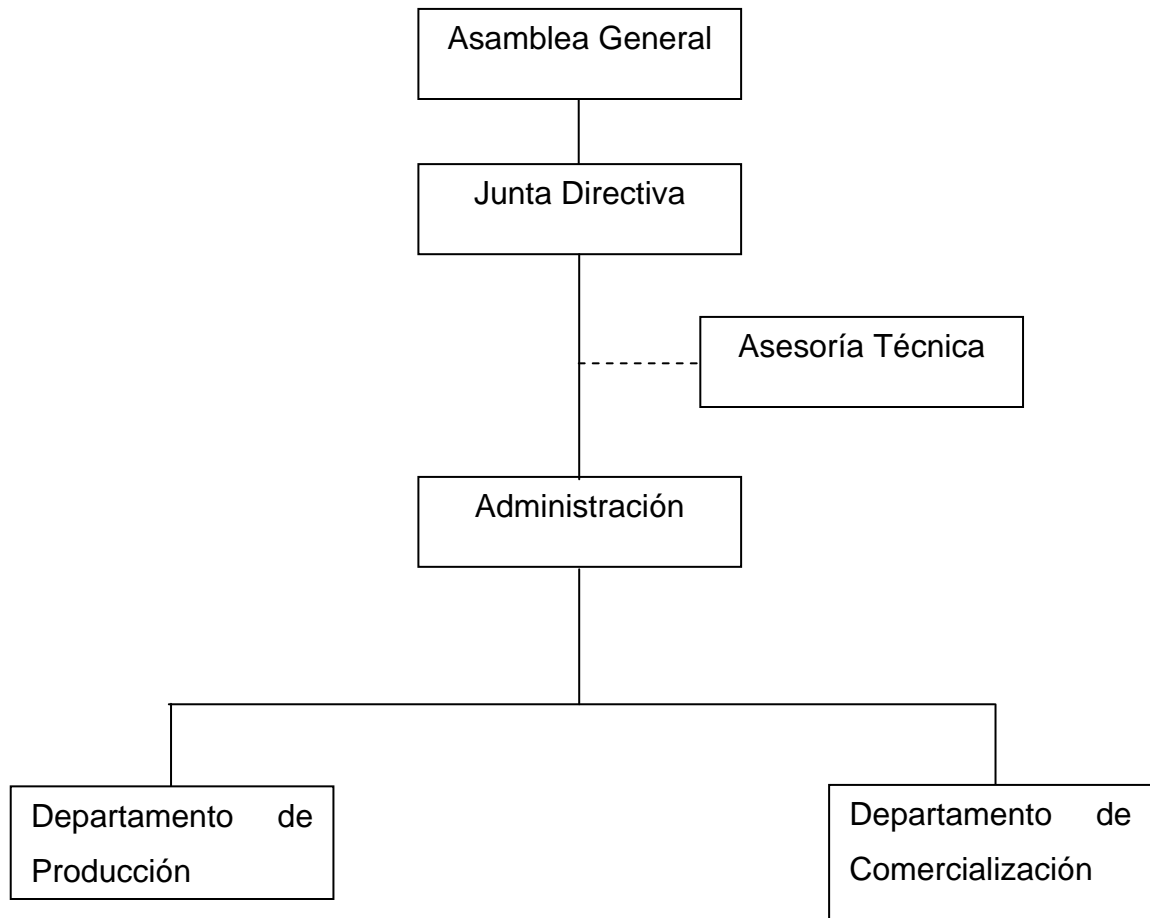 Asamblea General
Junta Directiva
Asesoría Técnica
Administración
Departamento de
Producción
Departamento de
Comercialización